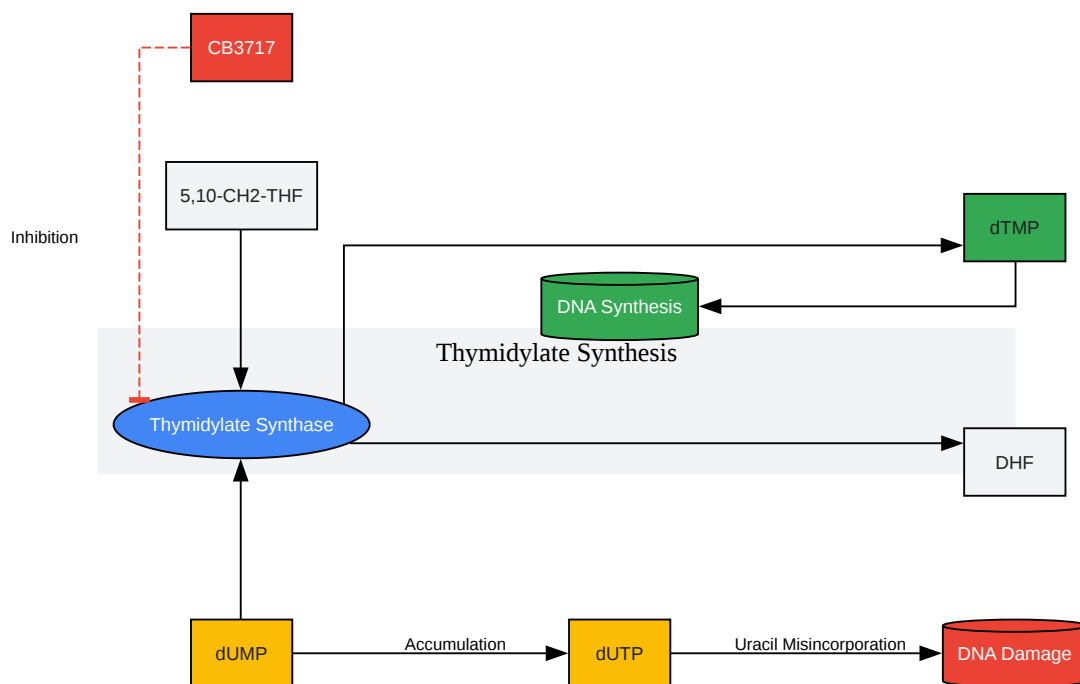 CB3717
5,10-CH2-THF
Inhibition
dTMP
DNA Synthesis
Thymidylate Synthesis
Thymidylate Synthase
DHF
dUMP
Accumulation
dUTP
Uracil Misincorporation
DNA Damage